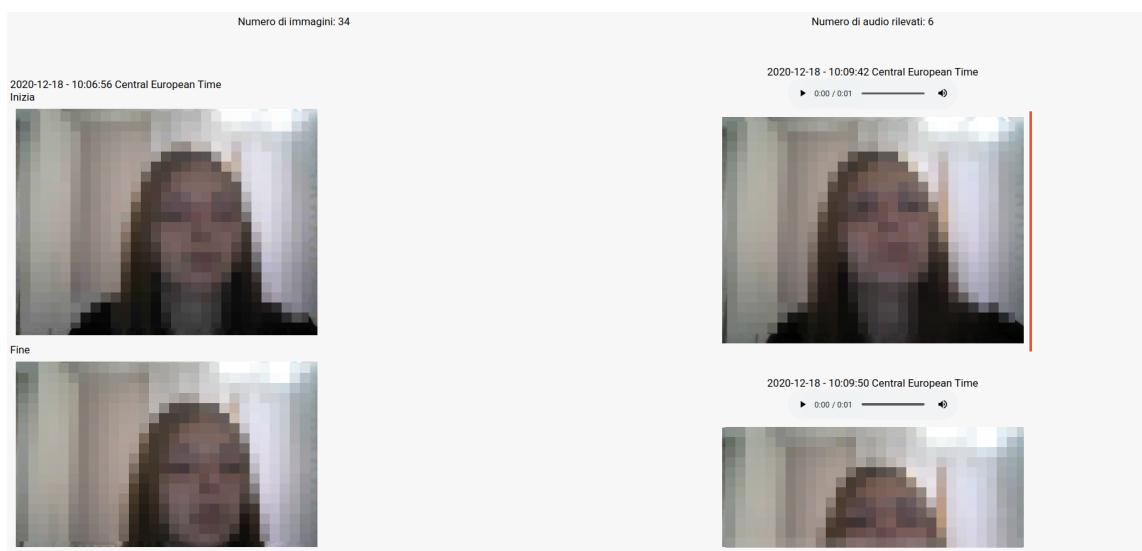 Numero di immagini: 34
2020-12-18 - 10:06:56 Central European Time
Inizia
Fine
Numero di audio rilevati: 6
2020-12-18 - 10:09:42 Central European Time
0:00 / 0:01
2020-12-18 - 10:09:50 Central European Time
0:00 / 0:01